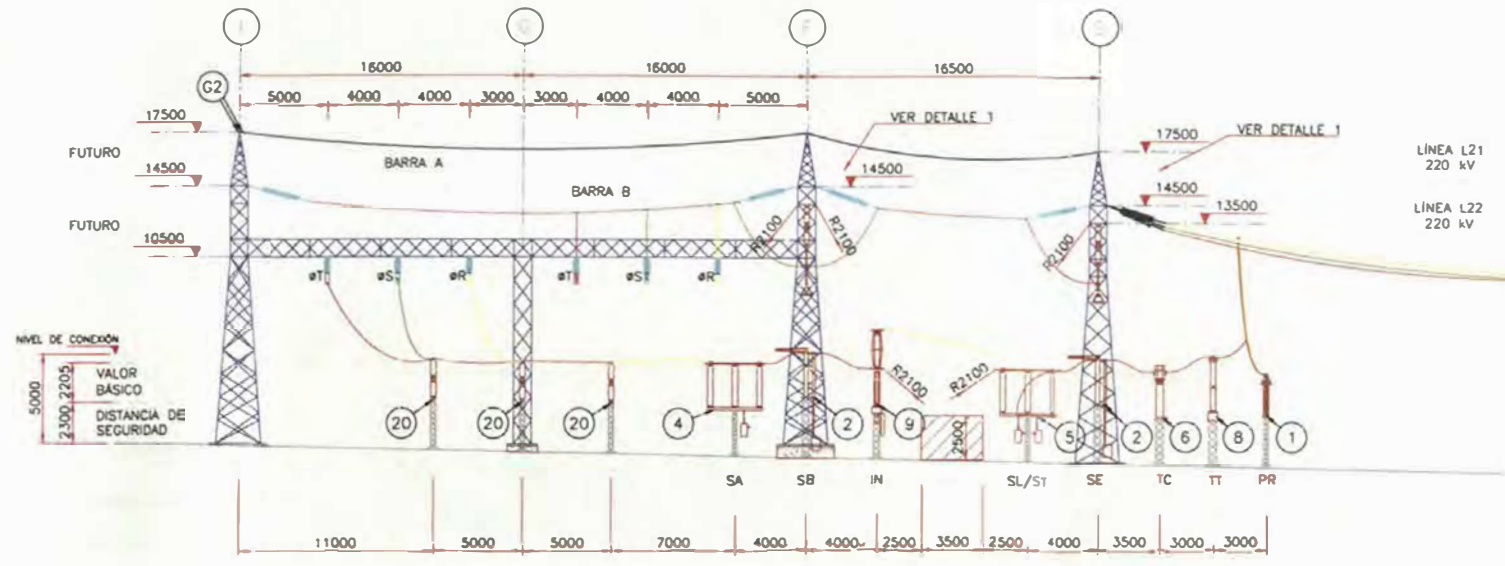 I G F
16000 16000 16500
G2 5000 4000 4000 3000 3000 4000 4000 5000
17500 VER DETALLE 1 17500 VER DETALLE 1
FUTURO BARRA A LÍNEA L21
220 kV
14500 BARRA B 14500 14500
13500 LÍNEA L22
220 kV
FUTURO
10500 R2100 R2100 R2100
øT øS øR øT øS øR
NIVEL DE CONEXIÓN
5000 2205 VALOR
BÁSICO
2300 DISTANCIA DE
SEGURIDAD
R2100 R2100
20 20 20 4 2 9 2500 5 2 6 8 1
SA SB IN SL/ST SE TC TT PR
11000 5000 5000 7000 4000 4000 2500 3500 2500 4000 3500 3000 3000